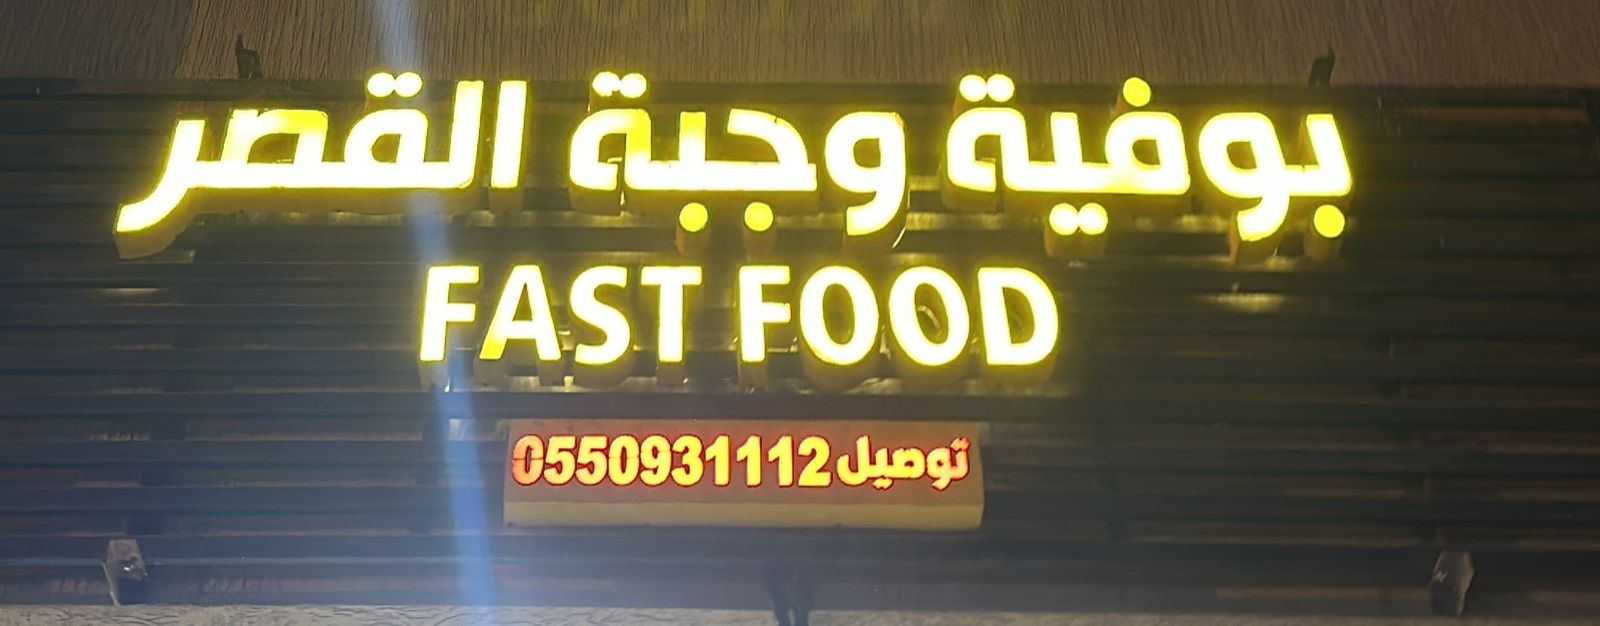 بوفية وجبة القصر
FAST FOOD
توصيل 0550931112